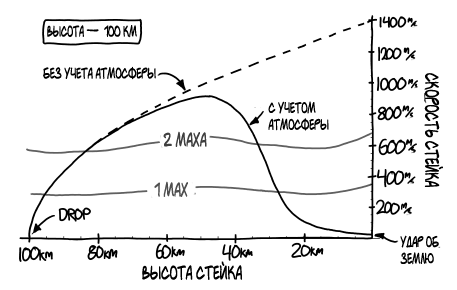 ВЫСОТА — 100 КМ
БЕЗ УЧЕТА АТМОСФЕРЫ
С УЧЕТОМ
АТМОСФЕРЫ
2 МАХА
1 МАХ
DROP
1400 м/с
1200 м/с
1000 м/с
800 м/с
600 м/с
400 м/с
200 м/с
СКОРОСТЬ СТЕЙКА
100км
80км
60км
40км
20км
ВЫСОТА СТЕЙКА
УДАР ОБ
ЗЕМЛЮ